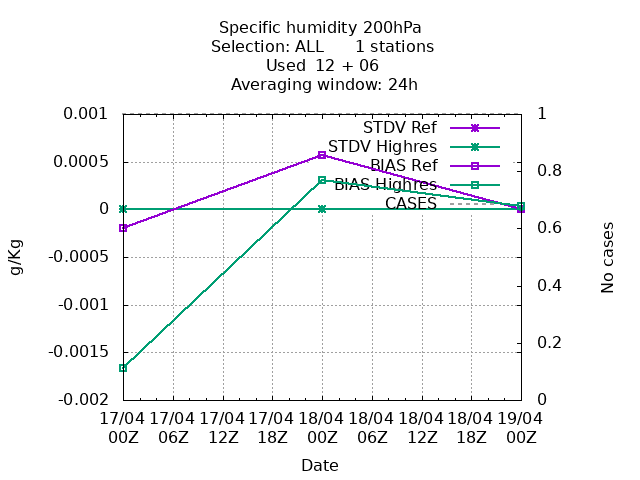 Specific humidity 200hPa
Selection: ALL 1 stations
Used 12 + 06
Averaging window: 24h
0.001
0.0005
0
-0.0005
-0.001
-0.0015
-0.002
g/Kg
STDV Ref
STDV Highres
BIAS Ref
BIAS Highres
CASES
1
0.8
0.6
0.4
0.2
0
No cases
17/04 17/04 17/04 17/04 18/04 18/04 18/04 18/04 19/04
00Z 06Z 12Z 18Z 00Z 06Z 12Z 18Z 00Z
Date